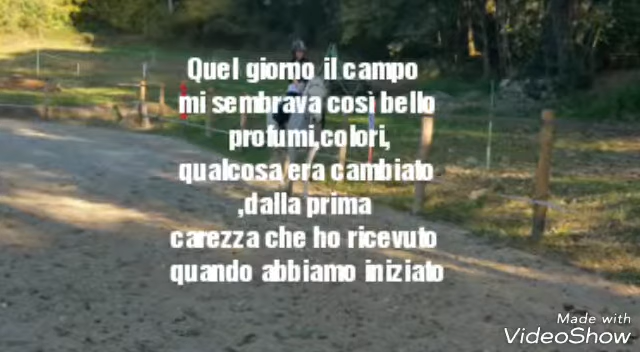 Quel giorno il campo
mi sembrava così bello
profumi,colori,
qualcosa era cambiato
,dalla prima
carezza che ho ricevuto
quando abbiamo iniziato
Made with
VideoShow